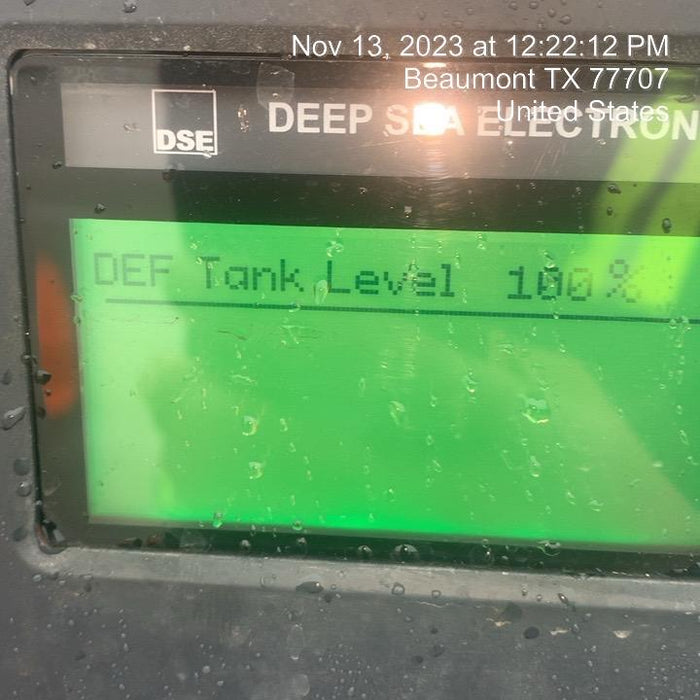 Nov 13, 2023 at 12:22:12 PM
Beaumont TX 77707
United States
DSE
DEEP SEA ELECTRON
DEF Tank Level 100%